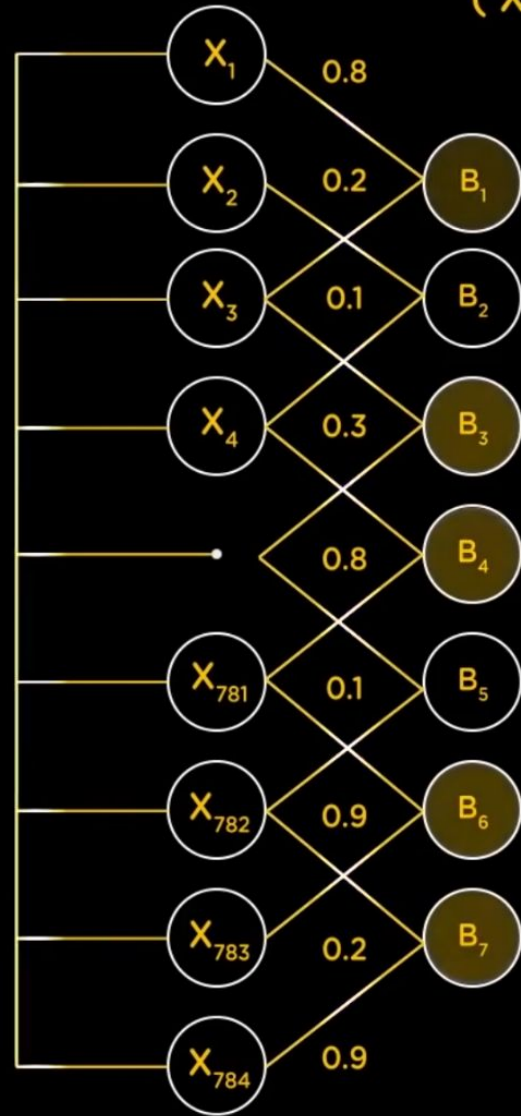 (X
X₁
0.8
X₂
0.2
B₁
X₃
0.1
B₂
X₄
0.3
B₃
0.8
B₄
X₇₈₁
0.1
B₅
X₇₈₂
0.9
B₆
X₇₈₃
0.2
B₇
X₇₈₄
0.9